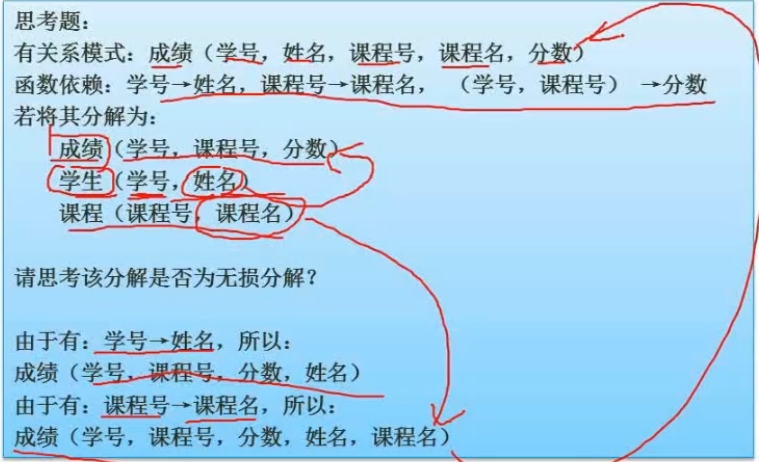 思考题：
有关系模式：成绩（学号，姓名，课程号，课程名，分数）
函数依赖：学号→姓名，课程号→课程名，（学号，课程号）→分数
若将其分解为：
成绩（学号，课程号，分数）
学生（学号，姓名）
课程（课程号，课程名）
请思考该分解是否为无损分解？
由于有：学号→姓名，所以：
成绩（学号，课程号，分数，姓名）
由于有：课程号→课程名，所以：
成绩（学号，课程号，分数，姓名，课程名）